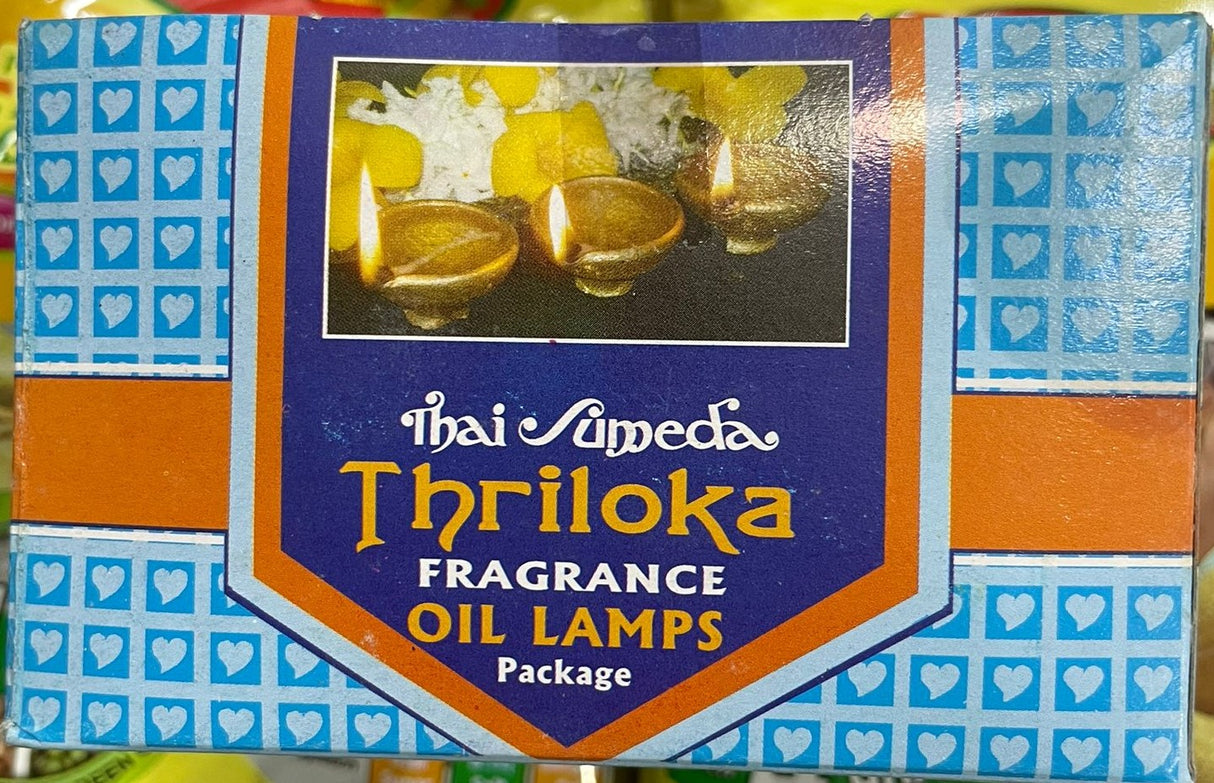 Thai Sumeda
Thriloka
FRAGRANCE
OIL LAMPS
Package